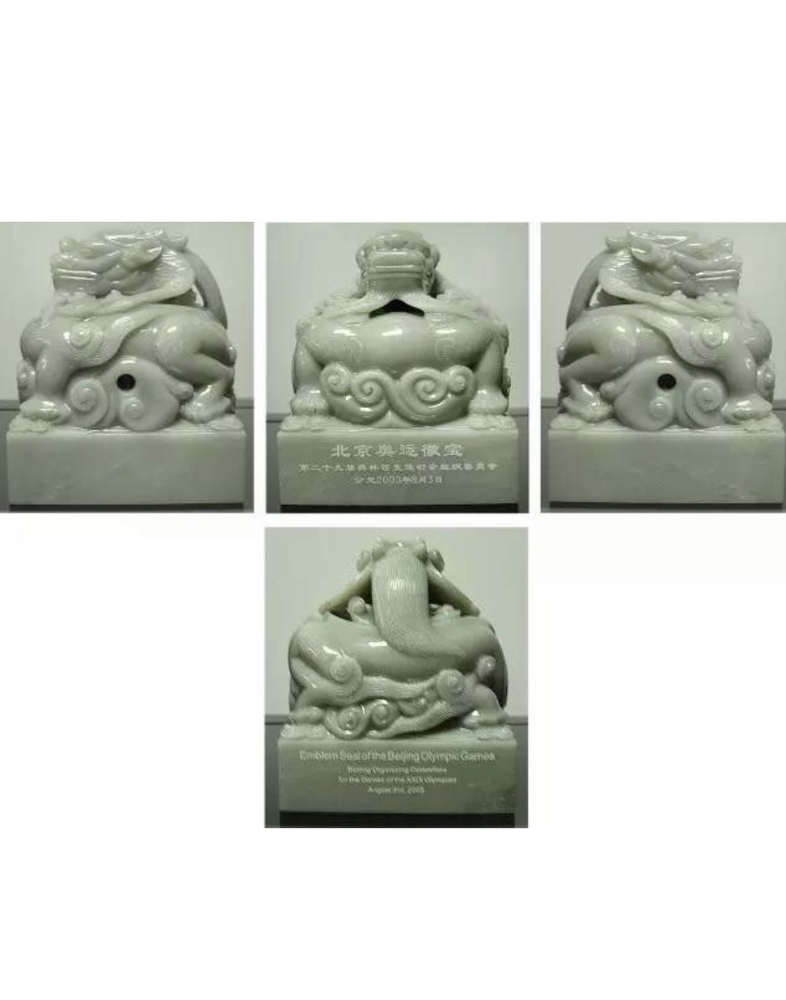 北京奥运徽宝
第二十九届奥林匹克运动会组织委员会
公元2003年8月3日
Emblem Seal of the Beijing Olympic Games
Beijing Organizing Committee
for the Games of the XXIX Olympiad
August 3rd, 2003